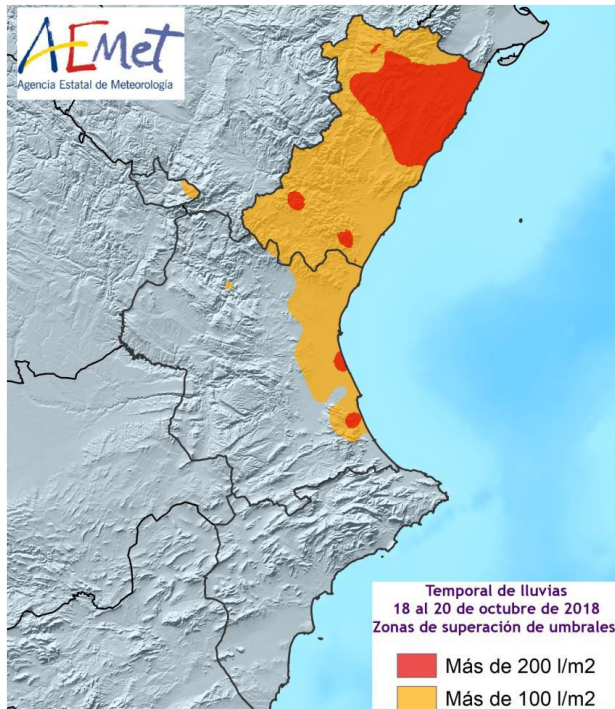 AEMet
Agencia Estatal de Meteorología
Temporal de lluvias
18 al 20 de octubre de 2018
Zonas de superación de umbrales
Más de 200 l/m2
Más de 100 l/m2